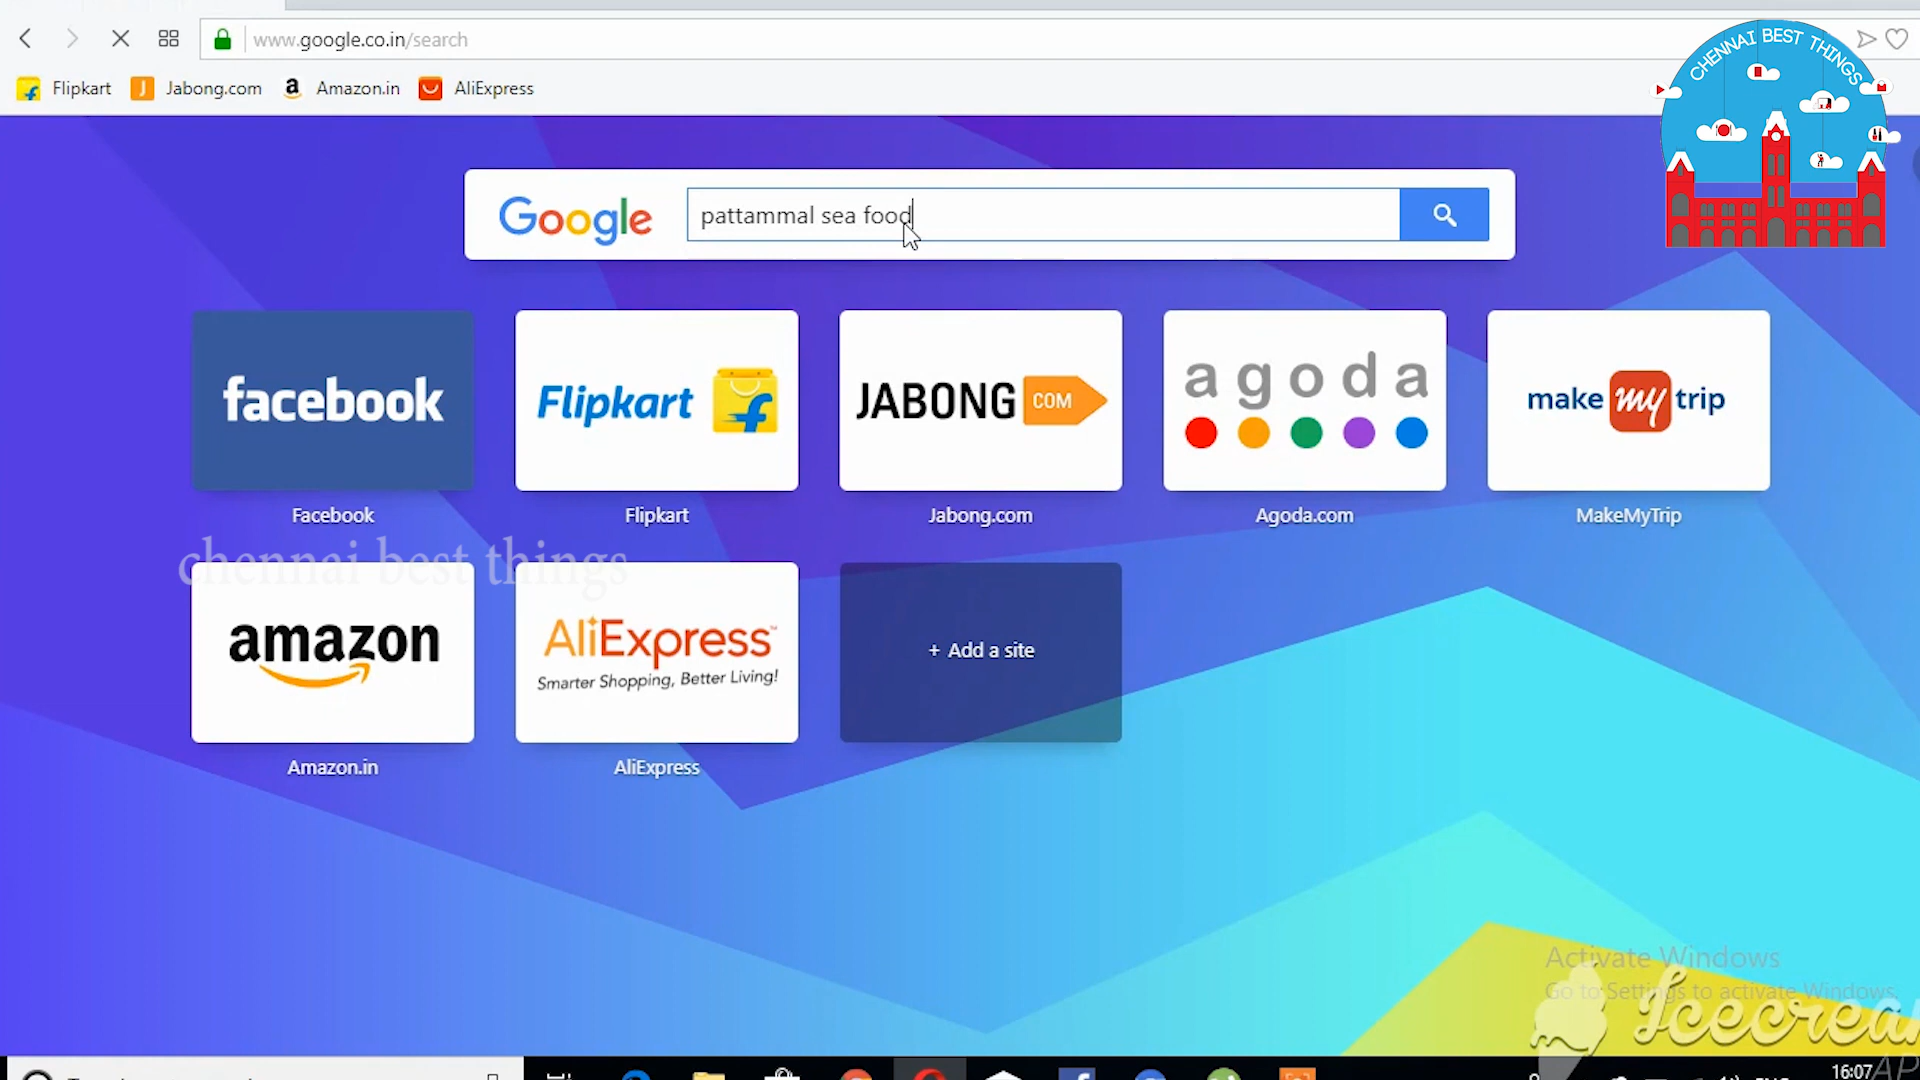 www.google.co.in/search
CHENNAI BEST THINGS
Flipkart
Jabong.com
Amazon.in
AliExpress
Google
pattammal sea food
facebook
Flipkart
JABONG COM
agoda
make my trip
Facebook
Flipkart
Jabong.com
Agoda.com
MakeMyTrip
chennai best things
amazon
AliExpress™
Smarter Shopping, Better Living!
+ Add a site
Amazon.in
AliExpress
Activate Windows
Go to Settings to activate Windows.
16:07